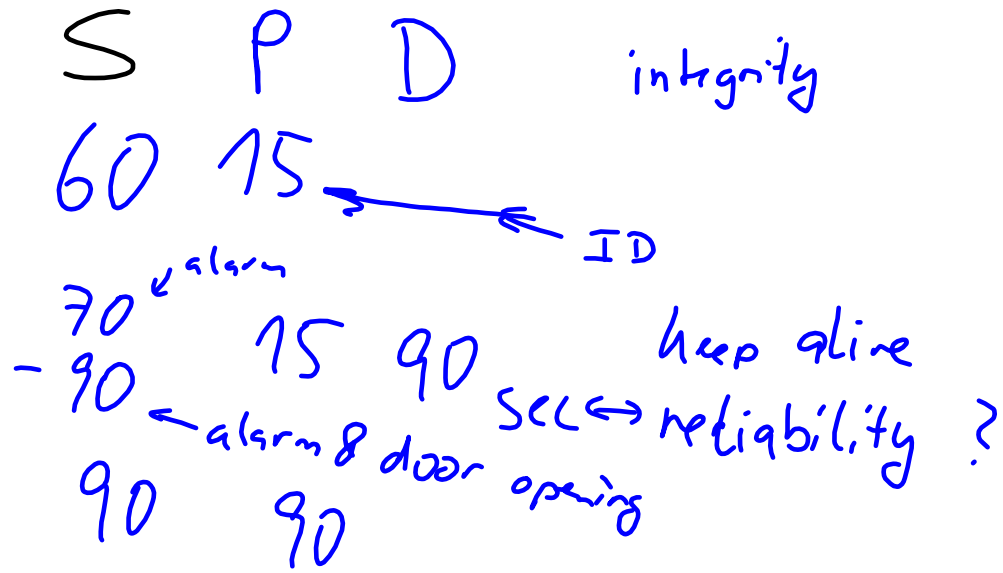 S P D integrity
60 15
ID
alarm
70 15 90 keep alive
- 90 sec reliability ?
alarm & door opening
90 90